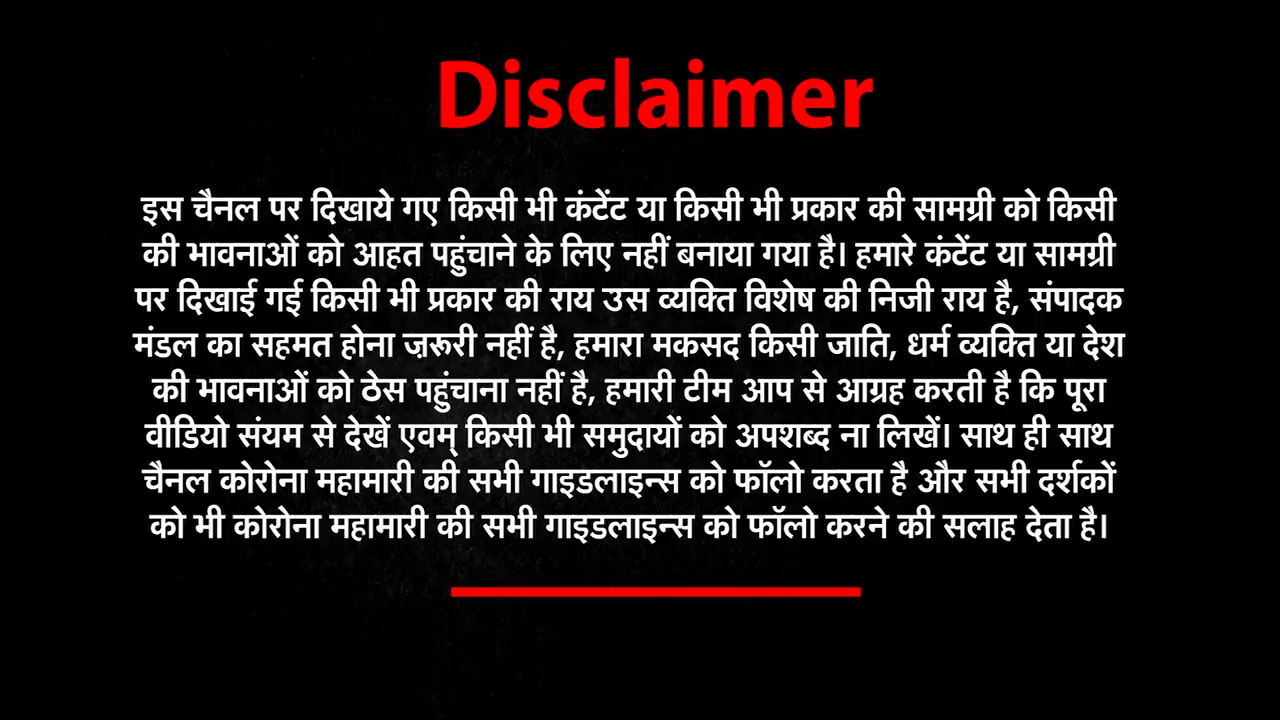 Disclaimer
इस चैनल पर दिखाये गए किसी भी कंटेंट या किसी भी प्रकार की सामग्री को किसी
की भावनाओं को आहत पहुंचाने के लिए नहीं बनाया गया है। हमारे कंटेंट या सामग्री
पर दिखाई गई किसी भी प्रकार की राय उस व्यक्ति विशेष की निजी राय है, संपादक
मंडल का सहमत होना ज़रूरी नहीं है, हमारा मकसद किसी जाति, धर्म व्यक्ति या देश
की भावनाओं को ठेस पहुंचाना नहीं है, हमारी टीम आप से आग्रह करती है कि पूरा
वीडियो संयम से देखें एवम् किसी भी समुदायों को अपशब्द ना लिखें। साथ ही साथ
चैनल कोरोना महामारी की सभी गाइडलाइन्स को फॉलो करता है और सभी दर्शकों
को भी कोरोना महामारी की सभी गाइडलाइन्स को फॉलो करने की सलाह देता है।